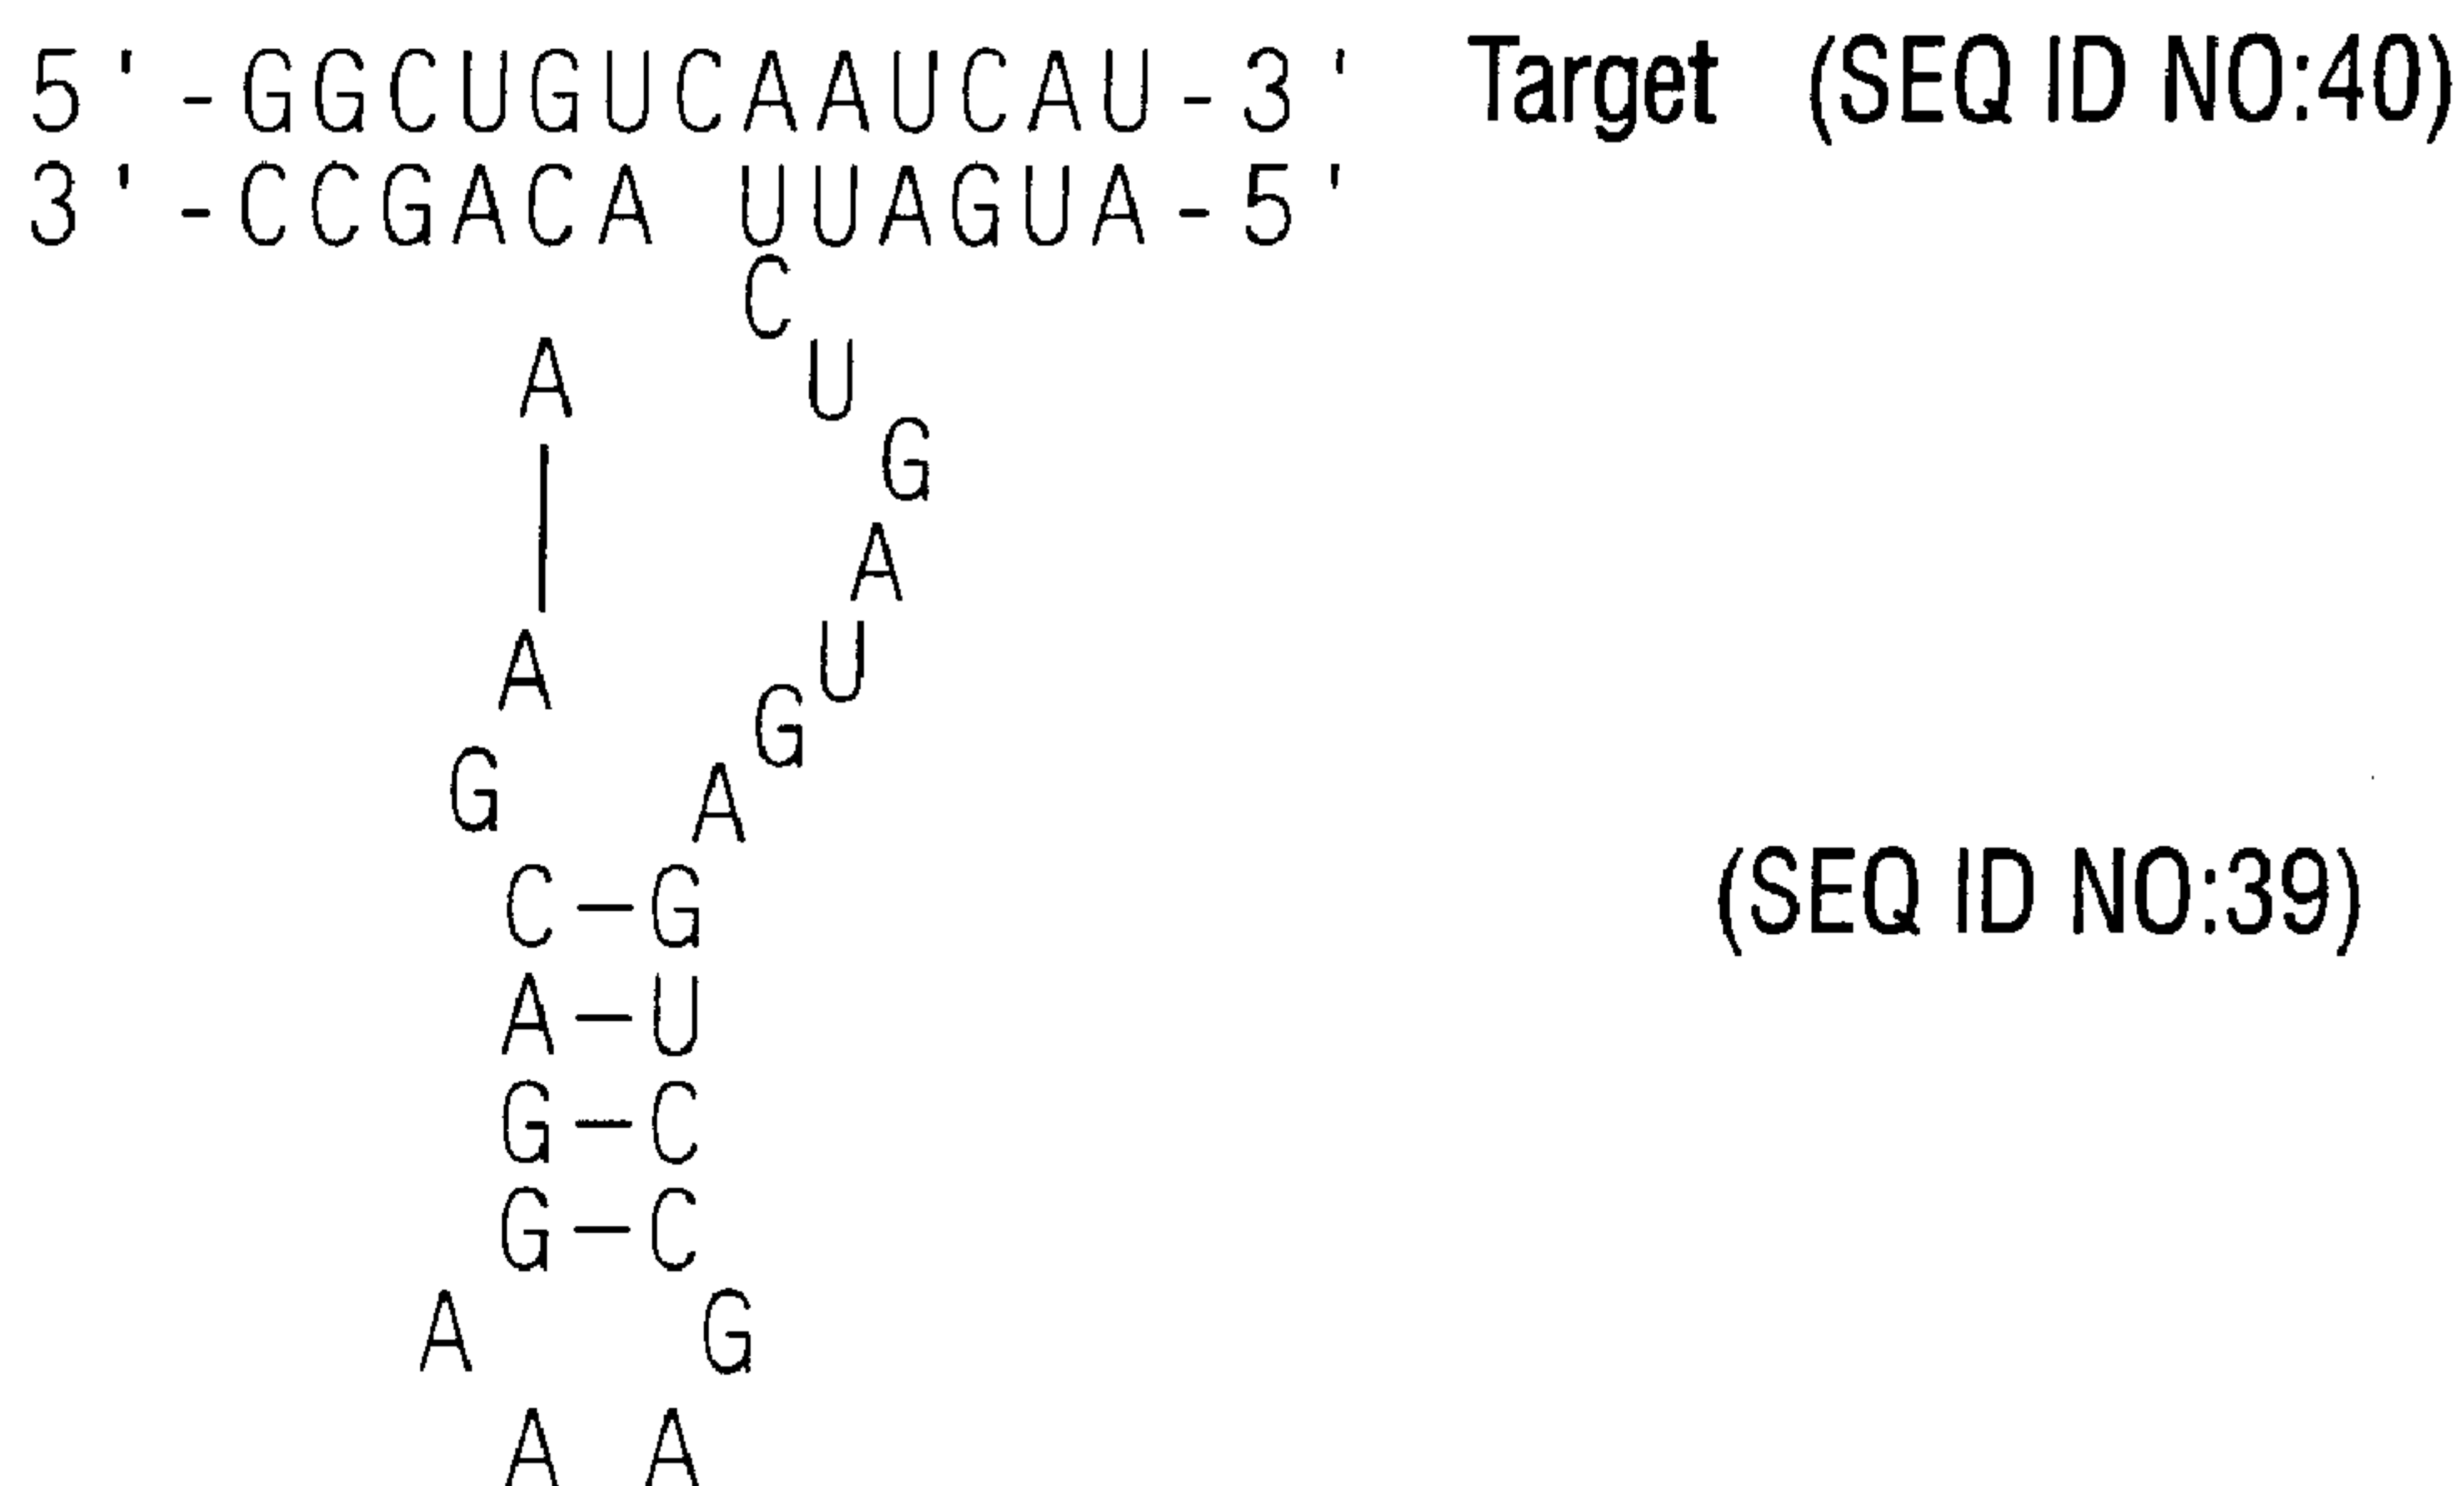 5'-GGCUGUCAAUCAU-3' Target (SEQ ID NO:40)
3'-CCGACA UUAGUA-5'
C
A U
G
A
A U
G G
A
C-G (SEQ ID NO:39)
A-U
G-C
G-C
A G
A A